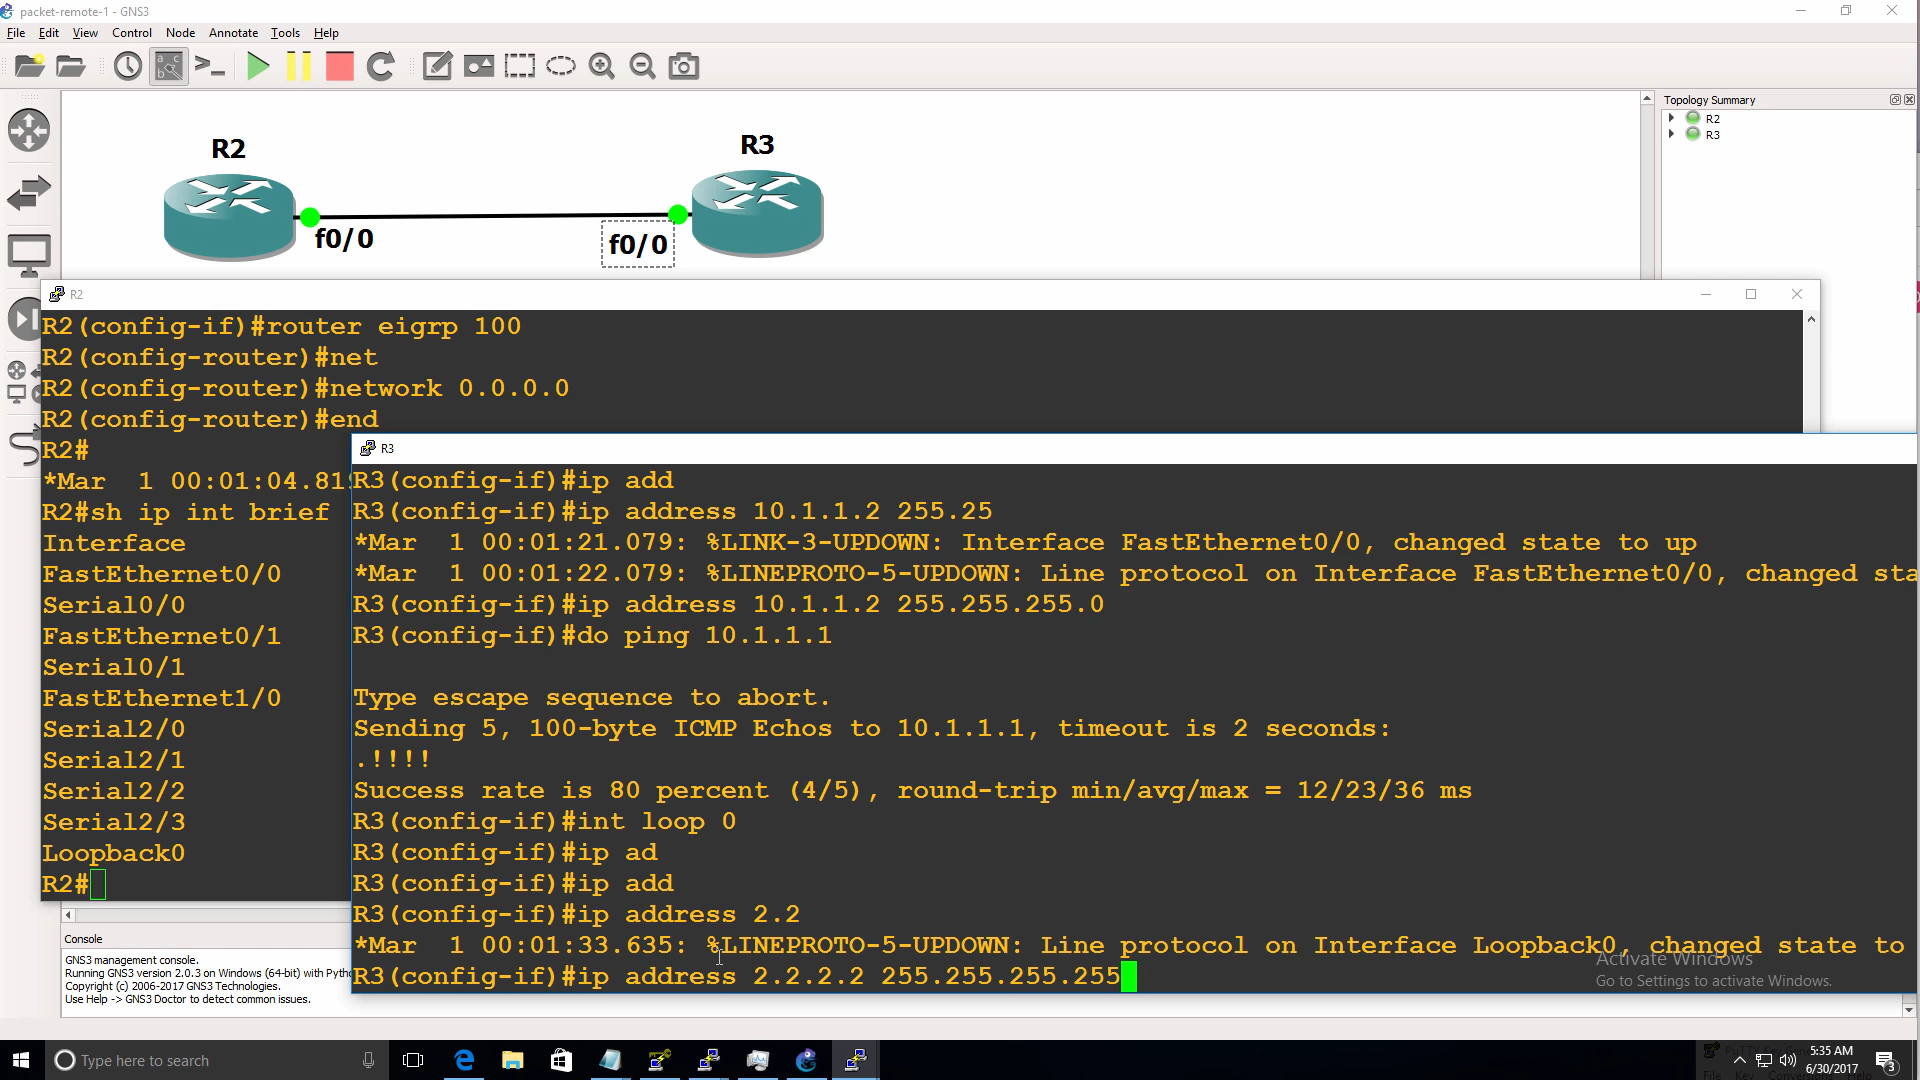 packet-remote-1 - GNS3
File Edit View Control Node Annotate Tools Help
Topology Summary
R2
R3
R2
R3
f0/0
f0/0
R2
R2(config-if)#router eigrp 100
R2(config-router)#net
R2(config-router)#network 0.0.0.0
R2(config-router)#end
R2#
*Mar  1 00:01:04.819
R2#sh ip int brief
Interface
FastEthernet0/0
Serial0/0
FastEthernet0/1
Serial0/1
FastEthernet1/0
Serial2/0
Serial2/1
Serial2/2
Serial2/3
Loopback0
R2#
R3
R3(config-if)#ip add
R3(config-if)#ip address 10.1.1.2 255.25
*Mar  1 00:01:21.079: %LINK-3-UPDOWN: Interface FastEthernet0/0, changed state to up
*Mar  1 00:01:22.079: %LINEPROTO-5-UPDOWN: Line protocol on Interface FastEthernet0/0, changed sta
R3(config-if)#ip address 10.1.1.2 255.255.255.0
R3(config-if)#do ping 10.1.1.1
Type escape sequence to abort.
Sending 5, 100-byte ICMP Echos to 10.1.1.1, timeout is 2 seconds:
.!!!!
Success rate is 80 percent (4/5), round-trip min/avg/max = 12/23/36 ms
R3(config-if)#int loop 0
R3(config-if)#ip ad
R3(config-if)#ip add
R3(config-if)#ip address 2.2
*Mar  1 00:01:33.635: %LINEPROTO-5-UPDOWN: Line protocol on Interface Loopback0, changed state to
R3(config-if)#ip address 2.2.2.2 255.255.255.255
Activate Windows
Go to Settings to activate Windows.
Console
GNS3 management console.
Running GNS3 version 2.0.3 on Windows (64-bit) with Pytho
Copyright (c) 2006-2017 GNS3 Technologies.
Use Help -> GNS3 Doctor to detect common issues.
Type here to search
5:35 AM
6/30/2017
3